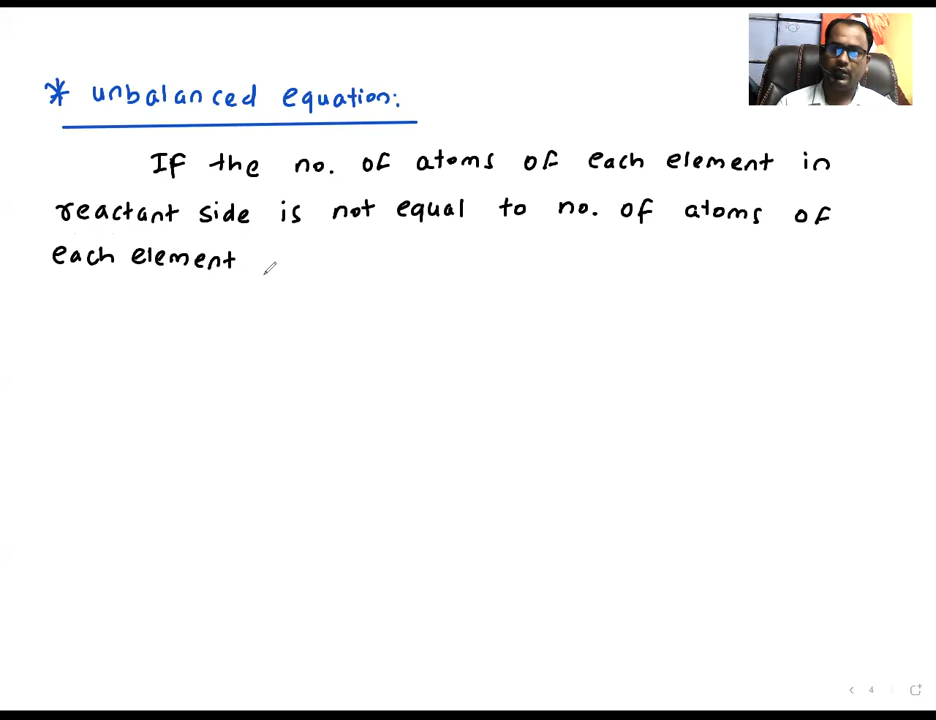 * unbalanced equation:
If the no. of atoms of each element in
reactant side is not equal to no. of atoms of
each element
4